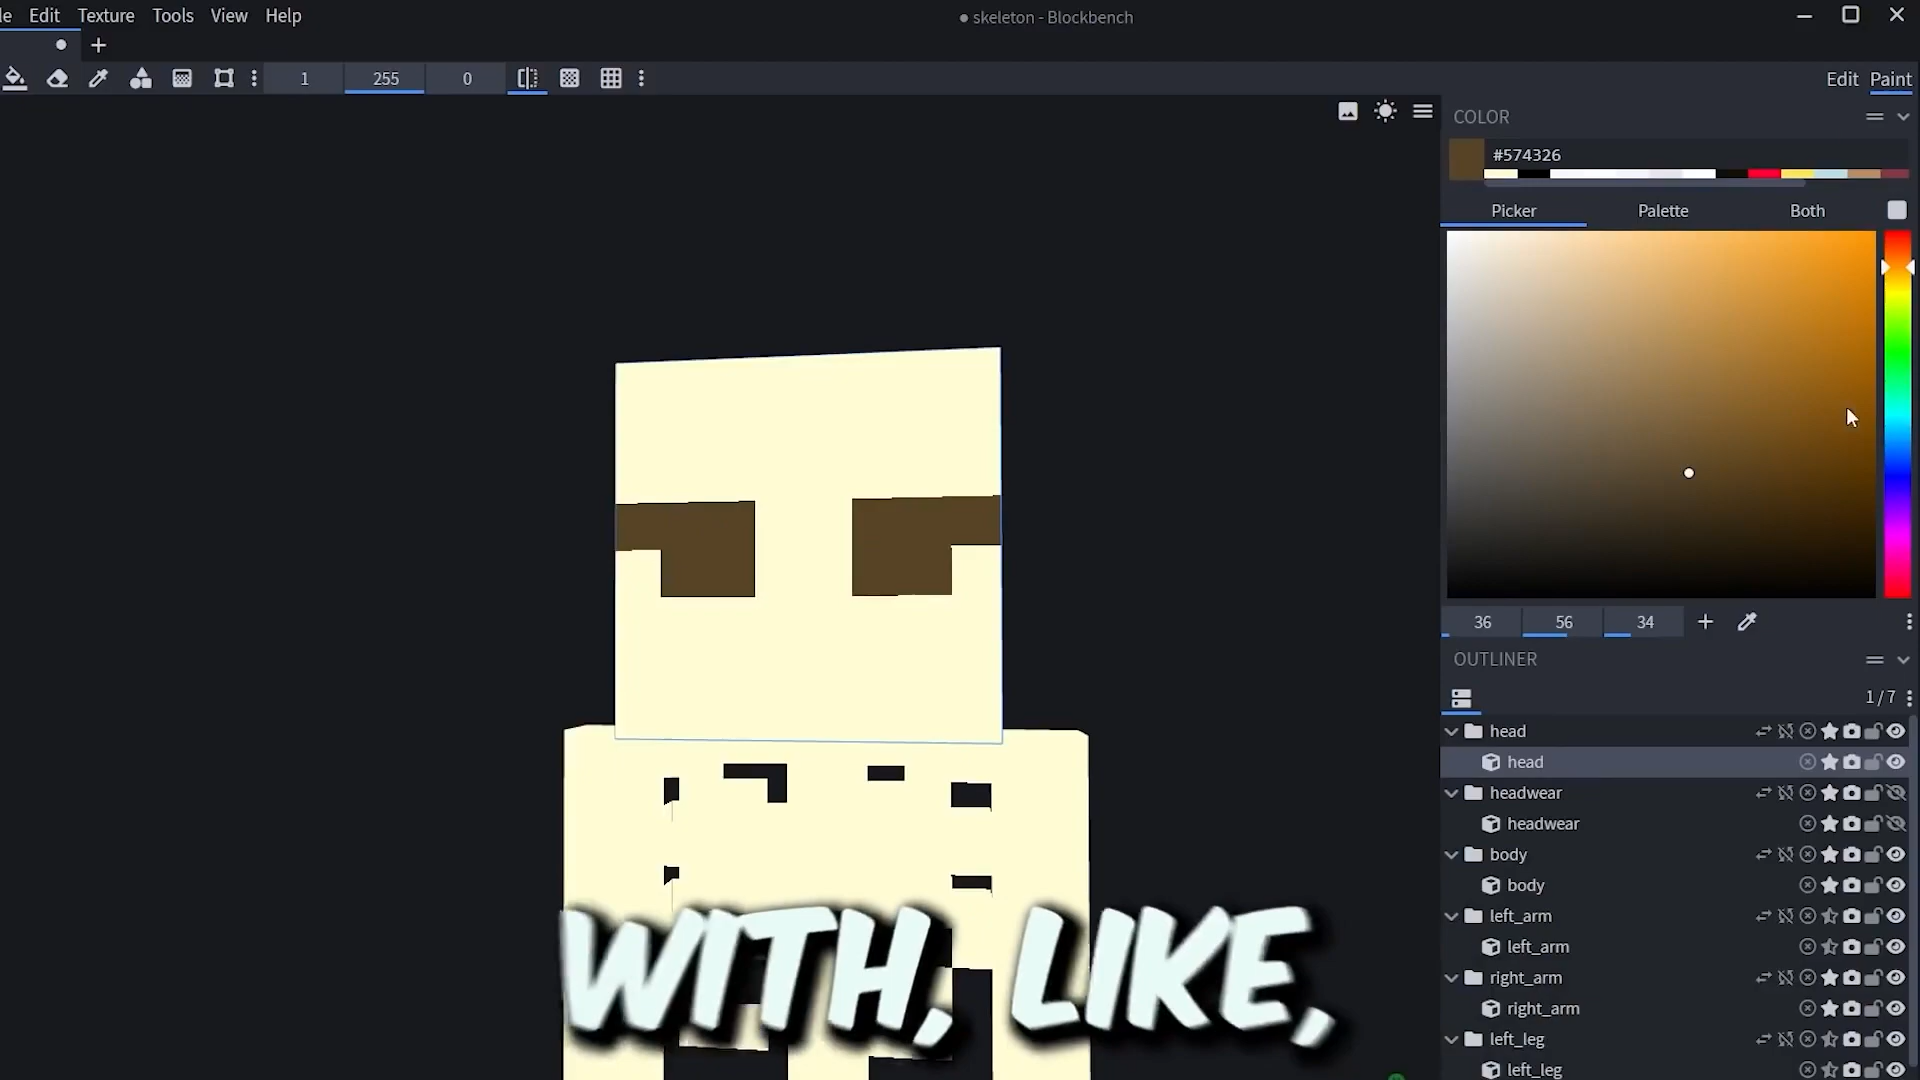 le Edit Texture Tools View Help
skeleton - Blockbench
1 255 0
Edit Paint
COLOR
#574326
Picker Palette Both
36 56 34
OUTLINER
1/7
head
head
headwear
headwear
body
body
left_arm
left_arm
right_arm
right_arm
left_leg
left_leg
WITH, LIKE,